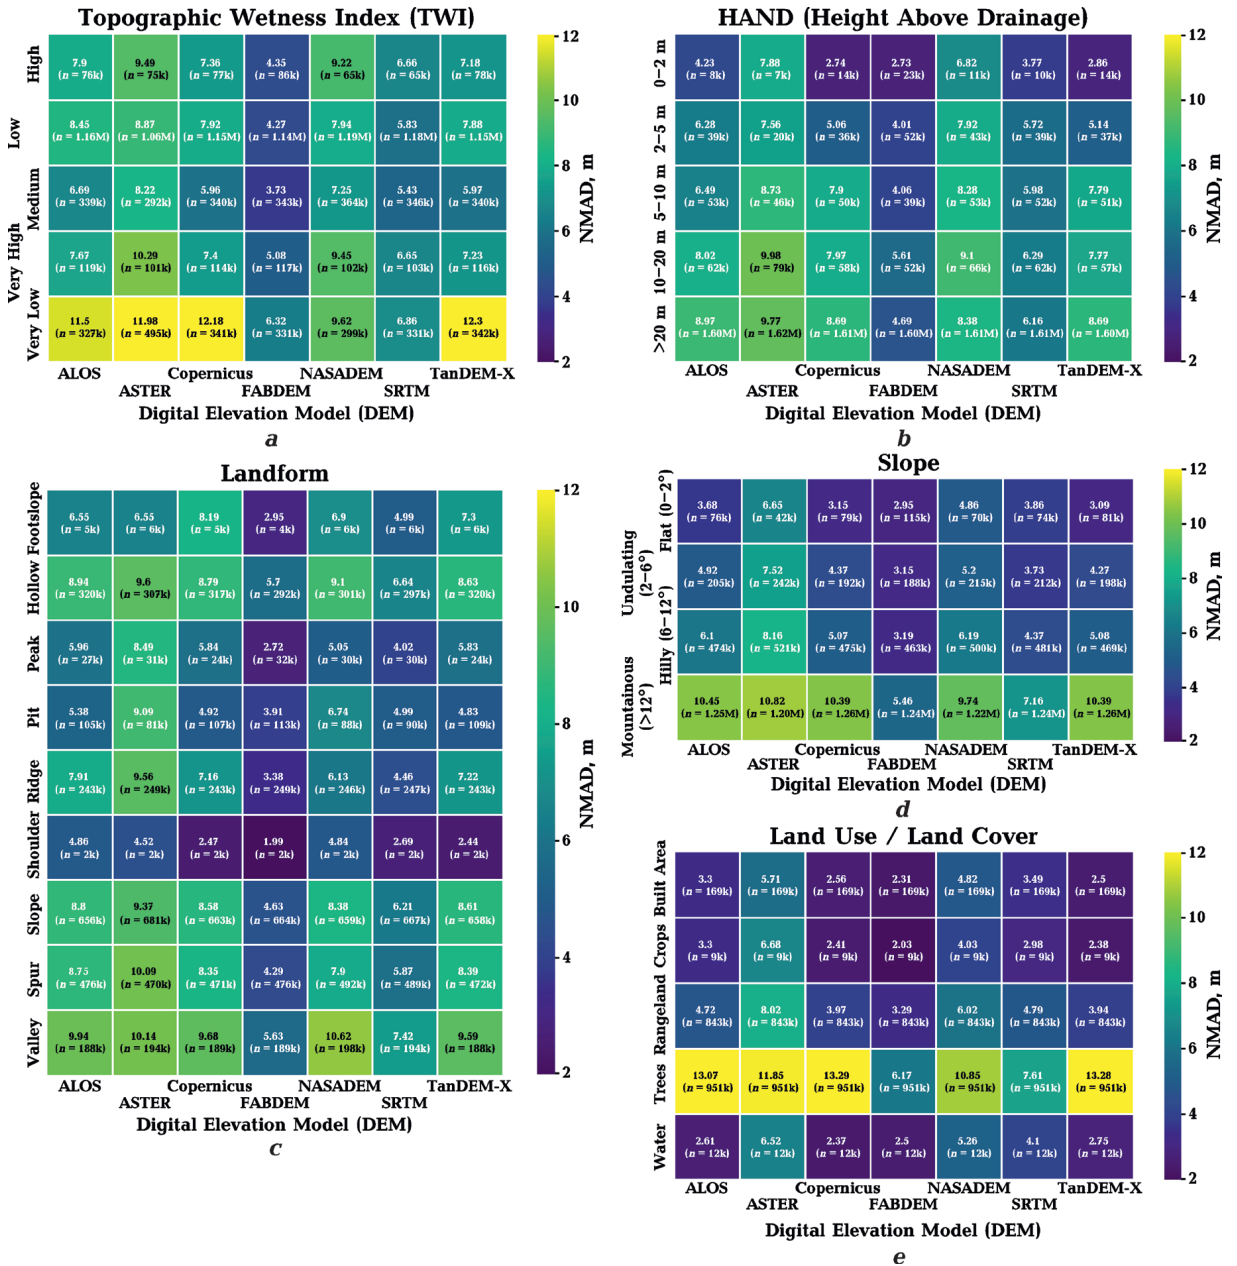 Topographic Wetness Index (TWI)
High
7.9 9.49 7.36 4.35 9.22 6.66 7.18
(n = 76k) (n = 75k) (n = 77k) (n = 86k) (n = 65k) (n = 65k) (n = 78k)
Low
8.45 8.87 7.92 4.27 7.94 5.83 7.88
(n = 1.16M) (n = 1.06M) (n = 1.15M) (n = 1.14M) (n = 1.19M) (n = 1.18M) (n = 1.15M)
Medium
6.69 8.22 5.96 3.73 7.25 5.43 5.97
(n = 339k) (n = 292k) (n = 340k) (n = 343k) (n = 364k) (n = 346k) (n = 340k)
Very High
7.67 10.29 7.4 5.08 9.45 6.65 7.23
(n = 119k) (n = 101k) (n = 114k) (n = 117k) (n = 102k) (n = 103k) (n = 116k)
Very Low
11.5 11.98 12.18 6.32 9.62 6.86 12.3
(n = 327k) (n = 495k) (n = 341k) (n = 331k) (n = 299k) (n = 331k) (n = 342k)
ALOS Copernicus NASADEM TanDEM-X
ASTER FABDEM SRTM
Digital Elevation Model (DEM)
12
10
8
6
4
2
NMAD, m
a
HAND (Height Above Drainage)
0−2 m
4.23 7.88 2.74 2.73 6.82 3.77 2.86
(n = 8k) (n = 7k) (n = 14k) (n = 23k) (n = 11k) (n = 10k) (n = 14k)
2−5 m
6.28 7.56 5.06 4.01 7.92 5.72 5.14
(n = 39k) (n = 20k) (n = 36k) (n = 52k) (n = 43k) (n = 39k) (n = 37k)
5−10 m
6.49 8.73 7.9 4.06 8.28 5.98 7.79
(n = 53k) (n = 46k) (n = 50k) (n = 39k) (n = 53k) (n = 52k) (n = 51k)
10−20 m
8.02 9.98 7.97 5.61 9.1 6.29 7.77
(n = 62k) (n = 79k) (n = 58k) (n = 52k) (n = 66k) (n = 62k) (n = 57k)
>20 m
8.97 9.77 8.69 4.69 8.38 6.16 8.69
(n = 1.60M) (n = 1.62M) (n = 1.61M) (n = 1.60M) (n = 1.61M) (n = 1.61M) (n = 1.60M)
ALOS Copernicus NASADEM TanDEM-X
ASTER FABDEM SRTM
Digital Elevation Model (DEM)
12
10
8
6
4
2
NMAD, m
b
Landform
Footslope
6.55 6.55 8.19 2.95 6.9 4.99 7.3
(n = 5k) (n = 6k) (n = 5k) (n = 4k) (n = 6k) (n = 6k) (n = 6k)
Hollow
8.94 9.6 8.79 5.7 9.1 6.64 8.63
(n = 320k) (n = 307k) (n = 317k) (n = 292k) (n = 301k) (n = 297k) (n = 320k)
Peak
5.96 8.49 5.84 2.72 5.05 4.02 5.83
(n = 27k) (n = 31k) (n = 24k) (n = 32k) (n = 30k) (n = 30k) (n = 24k)
Pit
5.38 9.09 4.92 3.91 6.74 4.99 4.83
(n = 105k) (n = 81k) (n = 107k) (n = 113k) (n = 88k) (n = 90k) (n = 109k)
Ridge
7.91 9.56 7.16 3.38 6.13 4.46 7.22
(n = 243k) (n = 249k) (n = 243k) (n = 249k) (n = 246k) (n = 247k) (n = 243k)
Shoulder
4.86 4.52 2.47 1.99 4.84 2.69 2.44
(n = 2k) (n = 2k) (n = 2k) (n = 2k) (n = 2k) (n = 2k) (n = 2k)
Slope
8.8 9.37 8.58 4.63 8.38 6.21 8.61
(n = 656k) (n = 681k) (n = 663k) (n = 664k) (n = 659k) (n = 667k) (n = 658k)
Spur
8.75 10.09 8.35 4.29 7.9 5.87 8.39
(n = 476k) (n = 470k) (n = 471k) (n = 476k) (n = 492k) (n = 489k) (n = 472k)
Valley
9.94 10.14 9.68 5.63 10.62 7.42 9.59
(n = 188k) (n = 194k) (n = 189k) (n = 189k) (n = 198k) (n = 194k) (n = 188k)
ALOS Copernicus NASADEM TanDEM-X
ASTER FABDEM SRTM
Digital Elevation Model (DEM)
12
10
8
6
4
2
NMAD, m
c
Slope
Flat (0−2°)
3.68 6.65 3.15 2.95 4.86 3.86 3.09
(n = 76k) (n = 42k) (n = 79k) (n = 115k) (n = 70k) (n = 74k) (n = 81k)
Undulating
(2−6°)
4.92 7.52 4.37 3.15 5.2 3.73 4.27
(n = 205k) (n = 242k) (n = 192k) (n = 188k) (n = 215k) (n = 212k) (n = 198k)
Hilly (6−12°)
6.1 8.16 5.07 3.19 6.19 4.37 5.08
(n = 474k) (n = 521k) (n = 475k) (n = 463k) (n = 500k) (n = 481k) (n = 469k)
Mountainous
(>12°)
10.45 10.82 10.39 5.46 9.74 7.16 10.39
(n = 1.25M) (n = 1.20M) (n = 1.26M) (n = 1.24M) (n = 1.22M) (n = 1.24M) (n = 1.26M)
ALOS Copernicus NASADEM TanDEM-X
ASTER FABDEM SRTM
Digital Elevation Model (DEM)
12
10
8
6
4
2
NMAD, m
d
Land Use / Land Cover
Built Area
3.3 5.71 2.56 2.31 4.82 3.49 2.5
(n = 169k) (n = 169k) (n = 169k) (n = 169k) (n = 169k) (n = 169k) (n = 169k)
Crops
3.3 6.68 2.41 2.03 4.03 2.98 2.38
(n = 9k) (n = 9k) (n = 9k) (n = 9k) (n = 9k) (n = 9k) (n = 9k)
Rangeland
4.72 8.02 3.97 3.29 6.02 4.79 3.94
(n = 843k) (n = 843k) (n = 843k) (n = 843k) (n = 843k) (n = 843k) (n = 843k)
Trees
13.07 11.85 13.29 6.17 10.85 7.61 13.28
(n = 951k) (n = 951k) (n = 951k) (n = 951k) (n = 951k) (n = 951k) (n = 951k)
Water
2.61 6.52 2.37 2.5 5.26 4.1 2.75
(n = 12k) (n = 12k) (n = 12k) (n = 12k) (n = 12k) (n = 12k) (n = 12k)
ALOS Copernicus NASADEM TanDEM-X
ASTER FABDEM SRTM
Digital Elevation Model (DEM)
12
10
8
6
4
2
NMAD, m
e